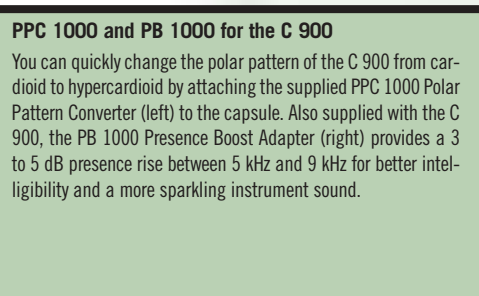 PPC 1000 and PB 1000 for the C 900
You can quickly change the polar pattern of the C 900 from car-
dioid to hypercardioid by attaching the supplied PPC 1000 Polar
Pattern Converter (left) to the capsule. Also supplied with the C
900, the PB 1000 Presence Boost Adapter (right) provides a 3
to 5 dB presence rise between 5 kHz and 9 kHz for better intel-
ligibility and a more sparkling instrument sound.